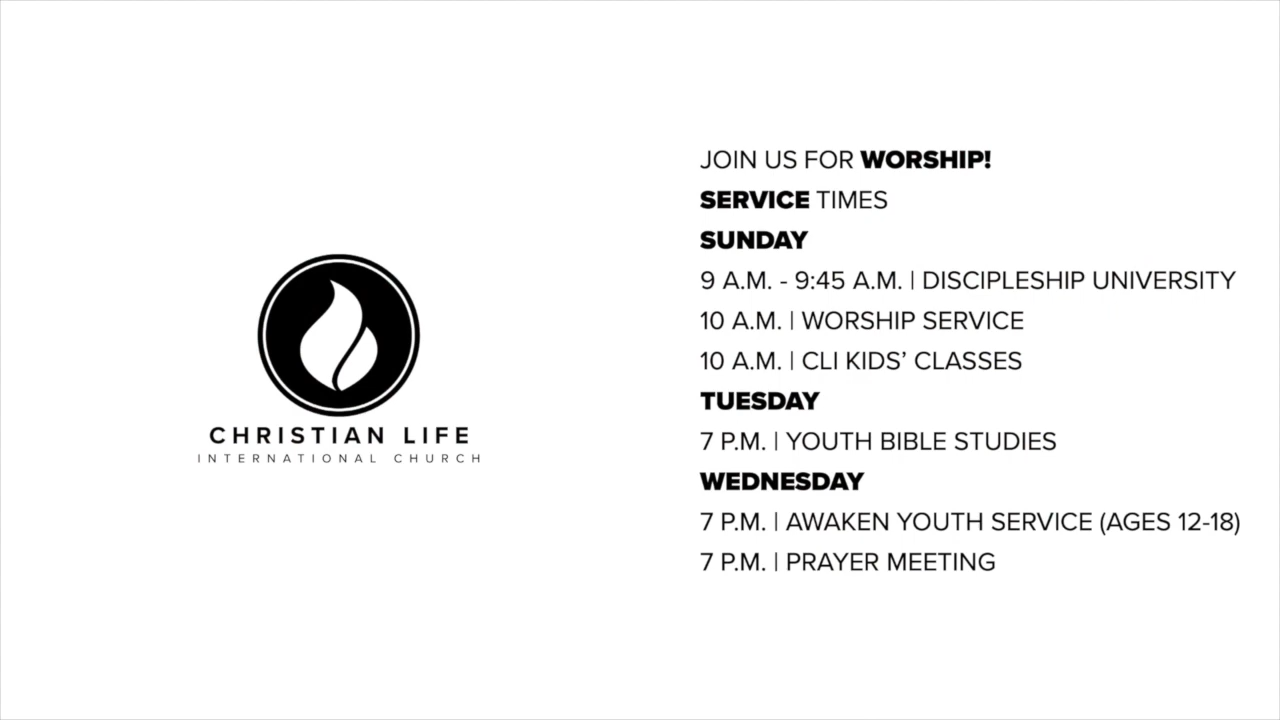 CHRISTIAN LIFE
INTERNATIONAL CHURCH
JOIN US FOR WORSHIP!
SERVICE TIMES
SUNDAY
9 A.M. - 9:45 A.M. | DISCIPLESHIP UNIVERSITY
10 A.M. | WORSHIP SERVICE
10 A.M. | CLI KIDS’ CLASSES
TUESDAY
7 P.M. | YOUTH BIBLE STUDIES
WEDNESDAY
7 P.M. | AWAKEN YOUTH SERVICE (AGES 12-18)
7 P.M. | PRAYER MEETING